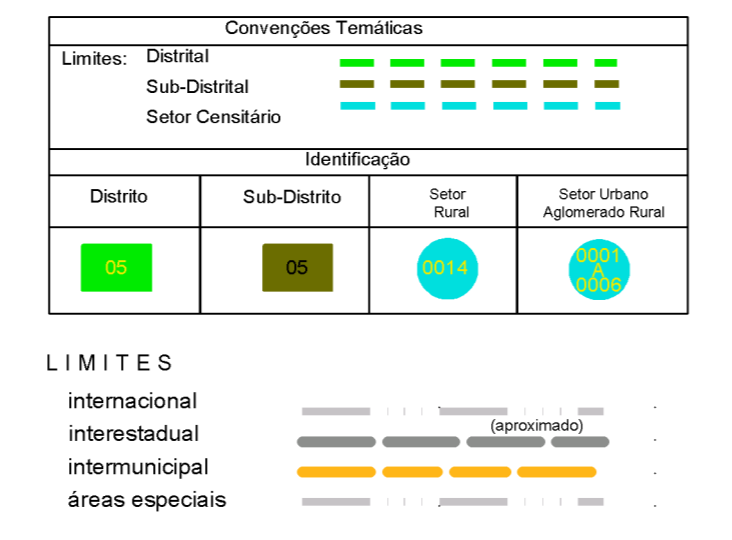 Convenções Temáticas
Limites: Distrital
Sub-Distrital
Setor Censitário
Identificação
Distrito
Sub-Distrito
Setor
Rural
Setor Urbano
Aglomerado Rural
05
05
0014
0001
A
0006
LIMITES
internacional
interestadual
(aproximado)
intermunicipal
áreas especiais